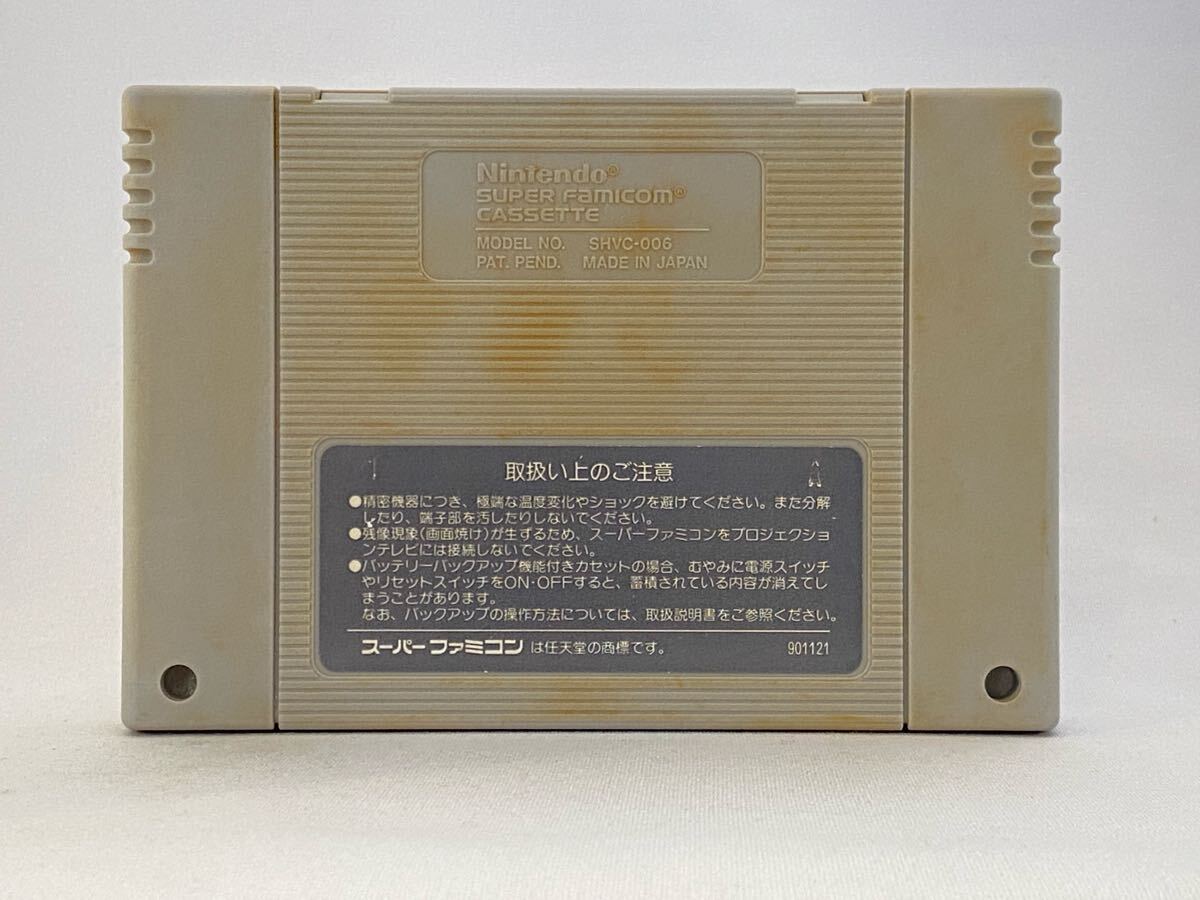 Nintendo®
SUPER FAMICOM®
CASSETTE
MODEL NO. SHVC-006
PAT. PEND. MADE IN JAPAN
取扱い上のご注意
●精密機器につき、極端な温度変化やショックを避けてください。また分解
したり、端子部を汚したりしないでください。
●残像現象(画面焼け)が生ずるため、スーパーファミコンをプロジェクショ
ンテレビには接続しないでください。
●バッテリーバックアップ機能付きカセットの場合、むやみに電源スイッチ
やリセットスイッチをON・OFFすると、蓄積されている内容が消えてし
まうことがあります。
なお、バックアップの操作方法については、取扱説明書をご参照ください。
スーパーファミコン は任天堂の商標です。 901121